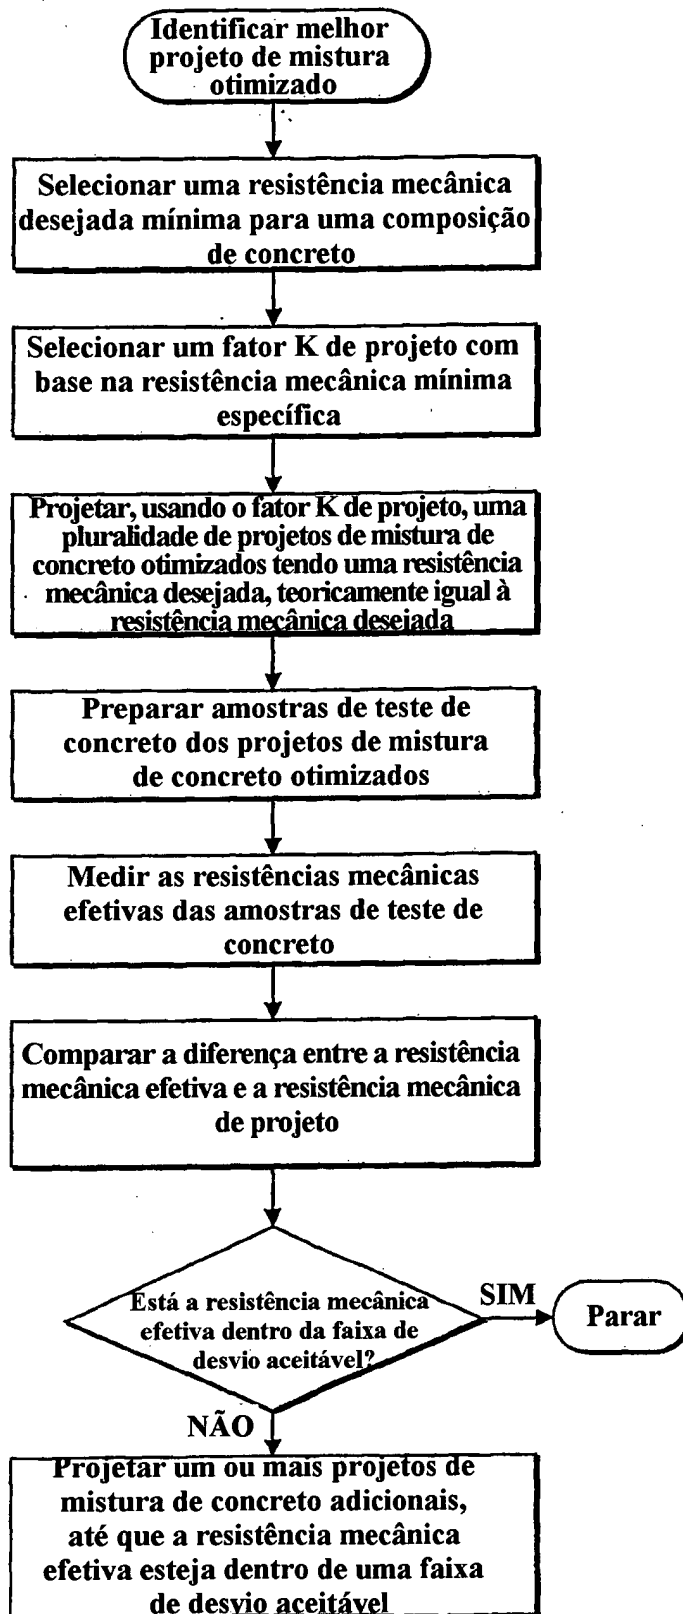 Identificar melhor
projeto de mistura
otimizado
Selecionar uma resistência mecânica
desejada mínima para uma composição
de concreto
Selecionar um fator K de projeto com
base na resistência mecânica mínima
específica
Projetar, usando o fator K de projeto, uma
pluralidade de projetos de mistura de
concreto otimizados tendo uma resistência
mecânica desejada, teoricamente igual à
resistência mecânica desejada
Preparar amostras de teste de
concreto dos projetos de mistura
de concreto otimizados
Medir as resistências mecânicas
efetivas das amostras de teste de
concreto
Comparar a diferença entre a resistência
mecânica efetiva e a resistência mecânica
de projeto
Está a resistência mecânica
efetiva dentro da faixa de
desvio aceitável?
SIM
Parar
NÃO
Projetar um ou mais projetos de
mistura de concreto adicionais,
até que a resistência mecânica
efetiva esteja dentro de uma faixa
de desvio aceitável